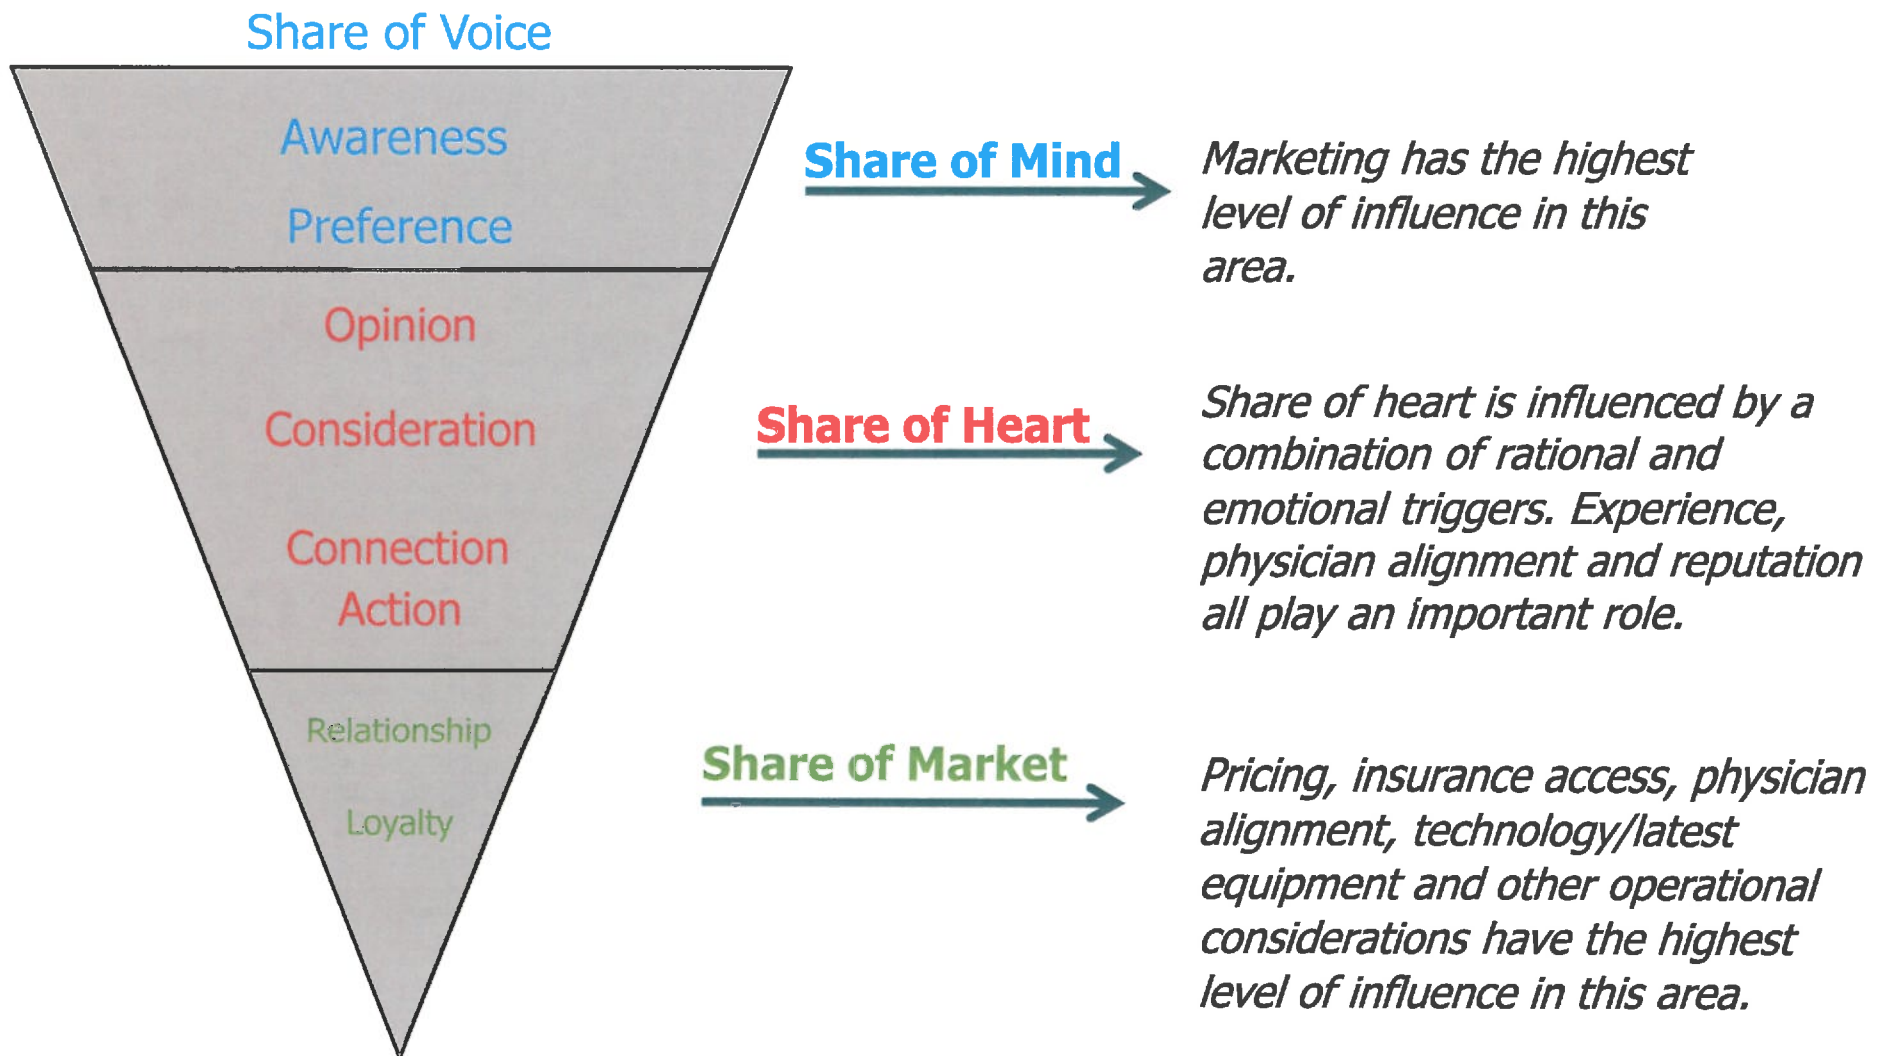 Share of Voice
Awareness
Preference
Share of Mind
Marketing has the highest
level of influence in this
area.
Opinion
Consideration
Connection
Action
Share of Heart
Share of heart is influenced by a
combination of rational and
emotional triggers. Experience,
physician alignment and reputation
all play an important role.
Relationship
Loyalty
Share of Market
Pricing, insurance access, physician
alignment, technology/latest
equipment and other operational
considerations have the highest
level of influence in this area.